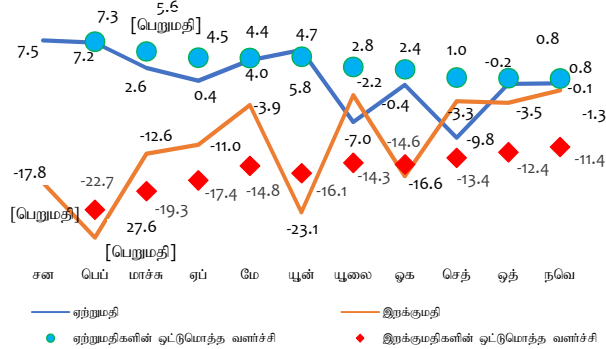 5.6
7.3 [பெறுமதி]
7.5 7.2 2.6 0.4 4.5 4.4 4.0 4.7 5.8 2.8 -2.2 2.4 -0.4 1.0 -0.2 0.8 0.8 -0.1
-17.8 -12.6 -11.0 -3.9 -7.0 -14.6 -3.3 -9.8 -3.5 -1.3
-22.7 -19.3 -17.4 -14.8 -16.1 -14.3 -16.6 -13.4 -12.4 -11.4
[பெறுமதி] 27.6 -23.1
[பெறுமதி]
சன பெப் மாச்சு ஏப் மே யூன் யூலை ஓக செத் ஒத் நவெ
ஏற்றுமதி இறக்குமதி
ஏற்றுமதிகளின் ஒட்டுமொத்த வளர்ச்சி இறக்குமதிகளின் ஒட்டுமொத்த வளர்ச்சி